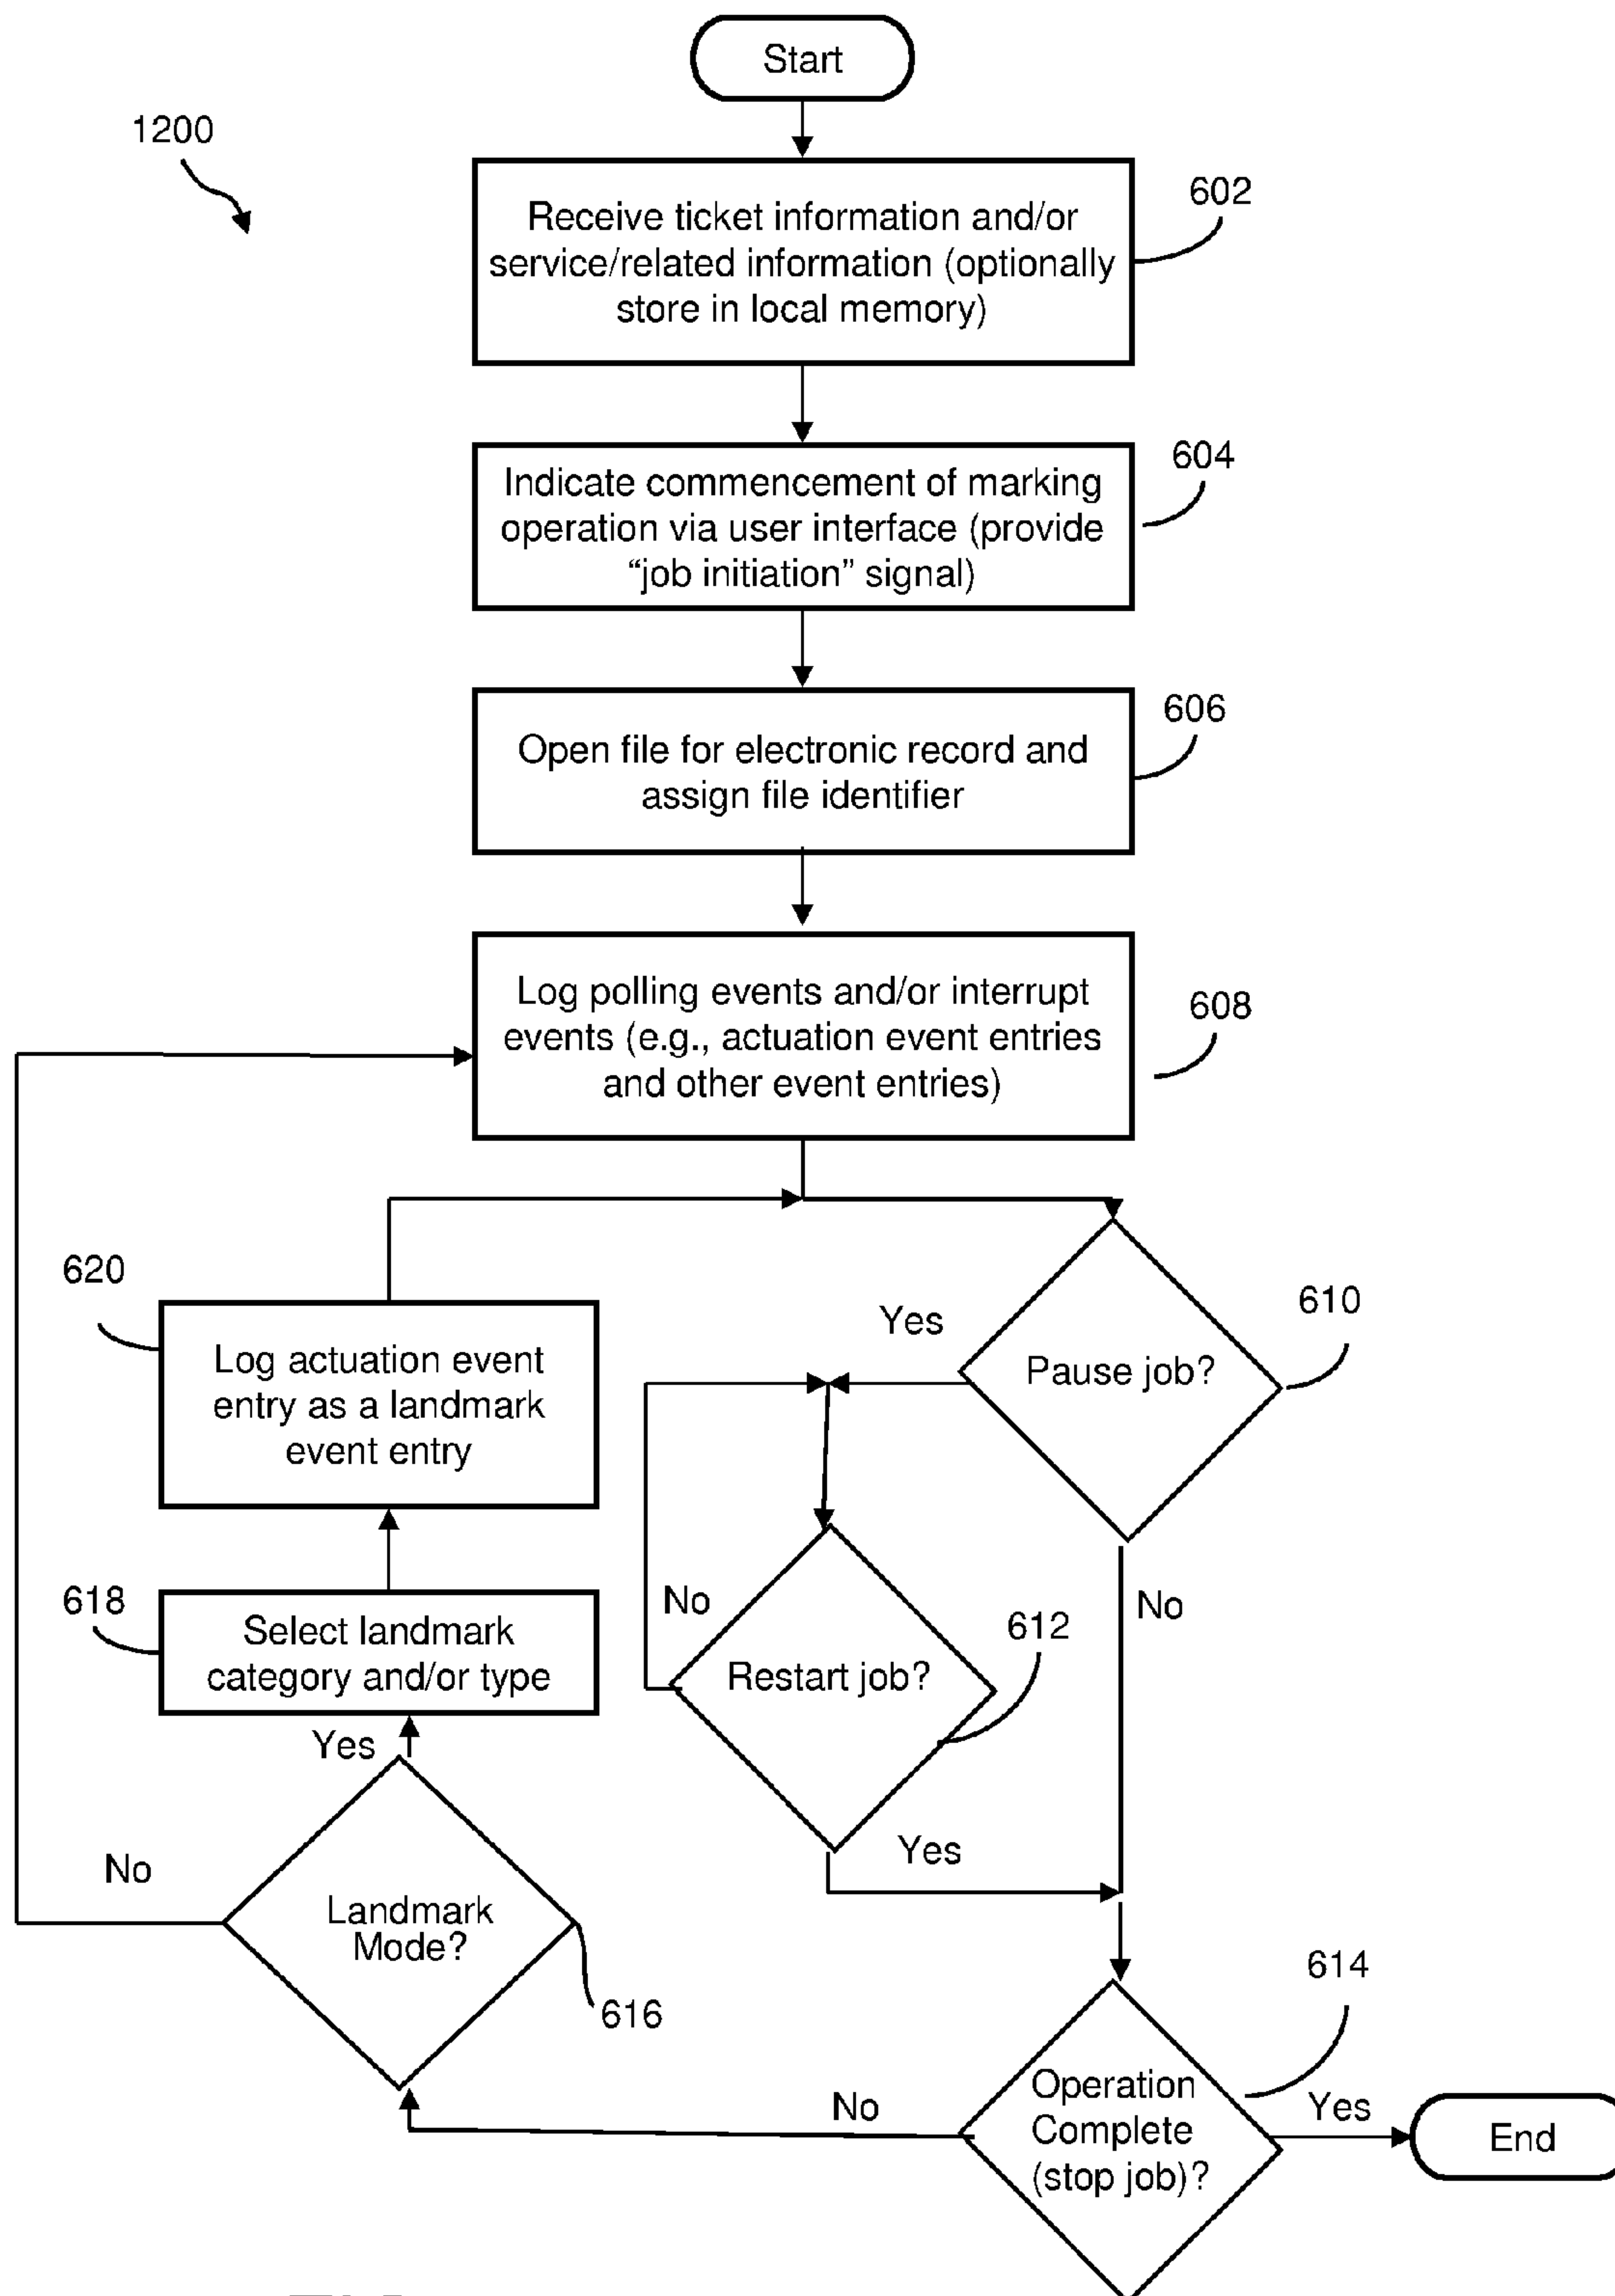 Start
1200
602
Receive ticket information and/or
service/related information (optionally
store in local memory)
604
Indicate commencement of marking
operation via user interface (provide
“job initiation” signal)
606
Open file for electronic record and
assign file identifier
608
Log polling events and/or interrupt
events (e.g., actuation event entries
and other event entries)
620
Log actuation event
entry as a landmark
event entry
610
Yes
Pause job?
No
618
Select landmark
category and/or type
No
612
Restart job?
Yes
Yes
No
Landmark
Mode?
616
614
Operation
Complete
(stop job)?
No
Yes
End